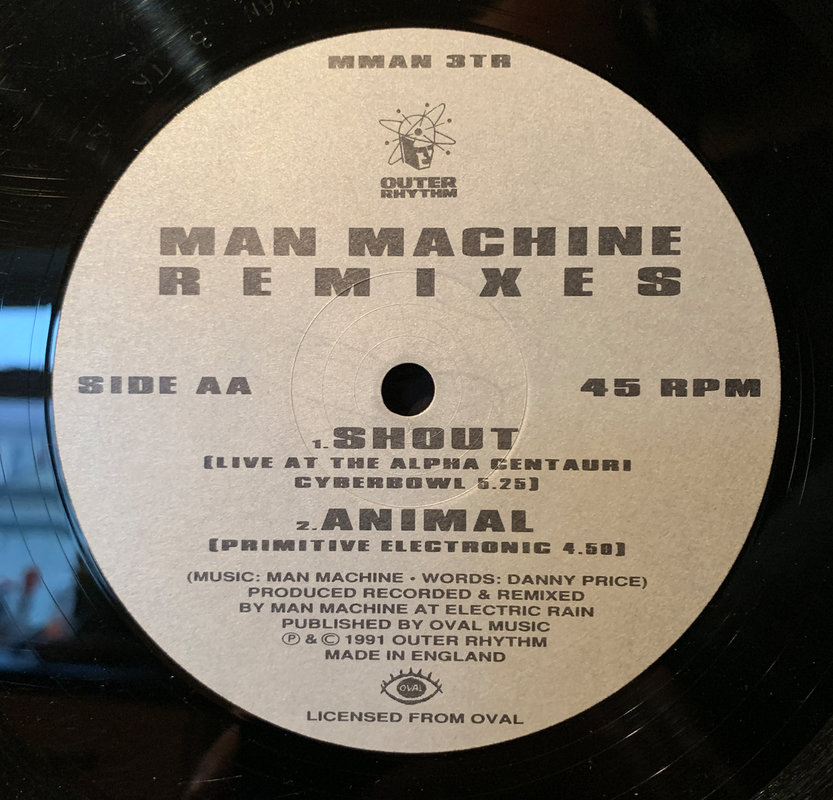 MMAN 3TR
OUTER
RHYTHM
MAN MACHINE
REMIXES
SIDE AA
45 RPM
1. SHOUT
(LIVE AT THE ALPHA CENTAURI
CYBERBOWL 5.25)
2. ANIMAL
(PRIMITIVE ELECTRONIC 4.50)
(MUSIC: MAN MACHINE • WORDS: DANNY PRICE)
PRODUCED RECORDED & REMIXED
BY MAN MACHINE AT ELECTRIC RAIN
PUBLISHED BY OVAL MUSIC
Ⓟ & © 1991 OUTER RHYTHM
MADE IN ENGLAND
OVAL
LICENSED FROM OVAL